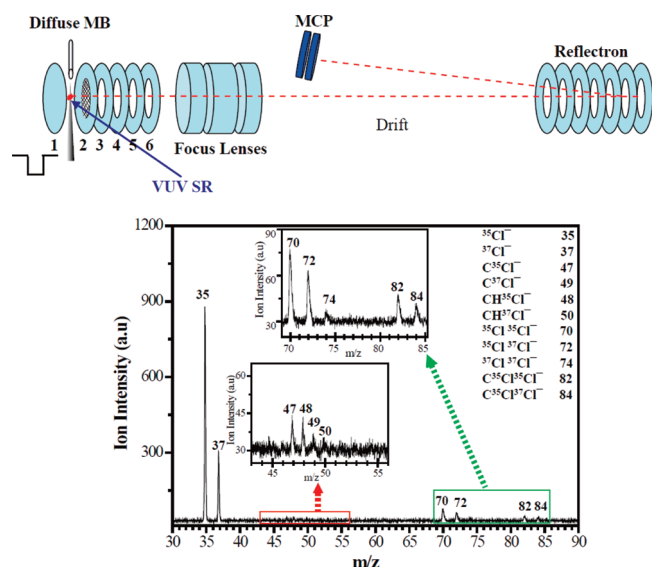 Diffuse MB
MCP
Reflectron
1 2 3 4 5 6
Focus Lenses
Drift
VUV SR
1200
900
600
300
Ion Intensity (a.u)
30 35 40 45 50 55 60 65 70 75 80 85 90
m/z
35
37
70 72 82 84
90
60
30
Ion Intensity (a.u)
70 72 74 82 84
70 75 80 85
m/z
60
45
30
Ion Intensity (a.u)
47 48 49 50
45 50 55
m/z
³⁵Cl⁻ 35
³⁷Cl⁻ 37
C³⁵Cl⁻ 47
C³⁷Cl⁻ 49
CH³⁵Cl⁻ 48
CH³⁷Cl⁻ 50
³⁵Cl ³⁵Cl⁻ 70
³⁵Cl ³⁷Cl⁻ 72
³⁷Cl ³⁷Cl⁻ 74
C³⁵Cl³⁵Cl⁻ 82
C³⁵Cl³⁷Cl⁻ 84